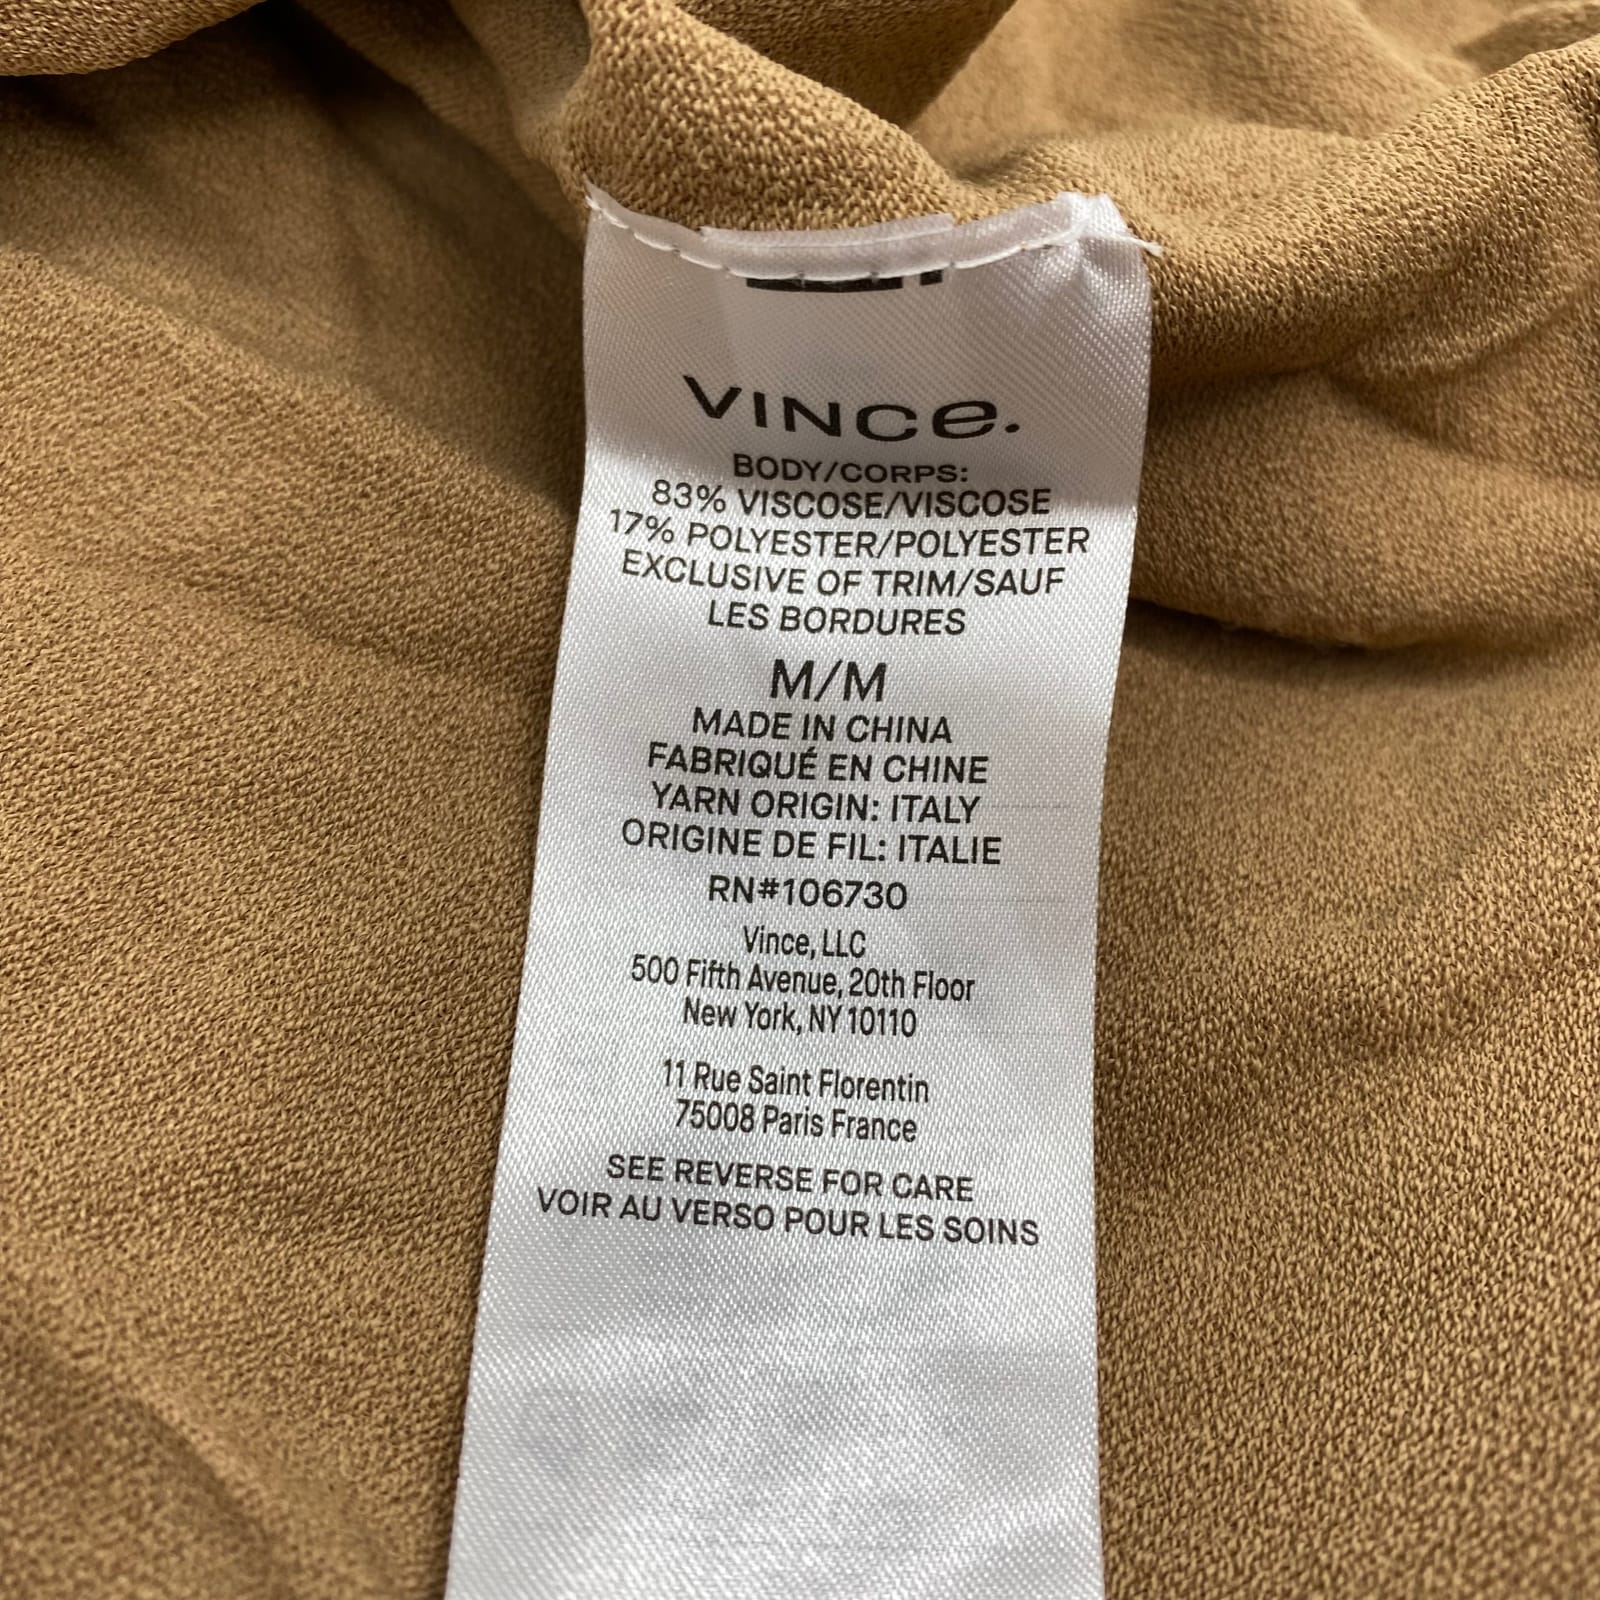 VINCe.
BODY/CORPS:
83% VISCOSE/VISCOSE
17% POLYESTER/POLYESTER
EXCLUSIVE OF TRIM/SAUF
LES BORDURES
M/M
MADE IN CHINA
FABRIQUÉ EN CHINE
YARN ORIGIN: ITALY
ORIGINE DE FIL: ITALIE
RN#106730
Vince, LLC
500 Fifth Avenue, 20th Floor
New York, NY 10110
11 Rue Saint Florentin
75008 Paris France
SEE REVERSE FOR CARE
VOIR AU VERSO POUR LES SOINS